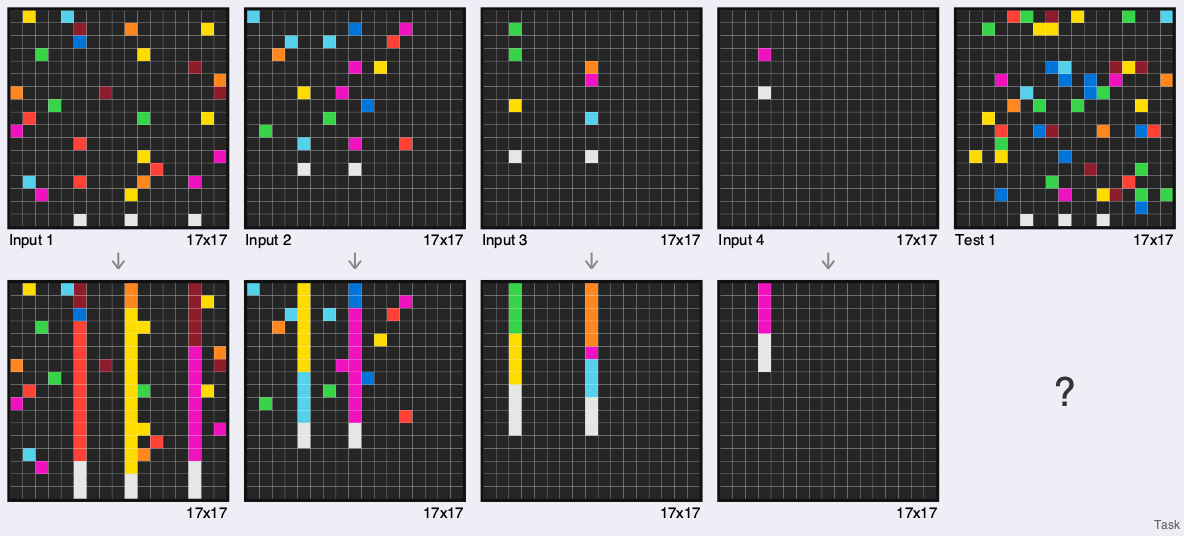 Input 1 17x17
Input 2 17x17
Input 3 17x17
Input 4 17x17
Test 1 17x17
17x17
17x17
17x17
17x17
?
Task